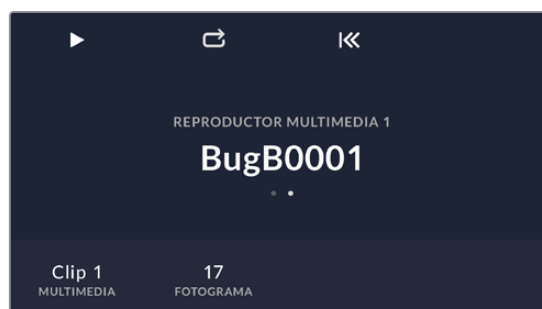 REPRODUCTOR MULTIMEDIA 1
BugB0001
Clip 1 17
MULTIMEDIA FOTOGRAMA